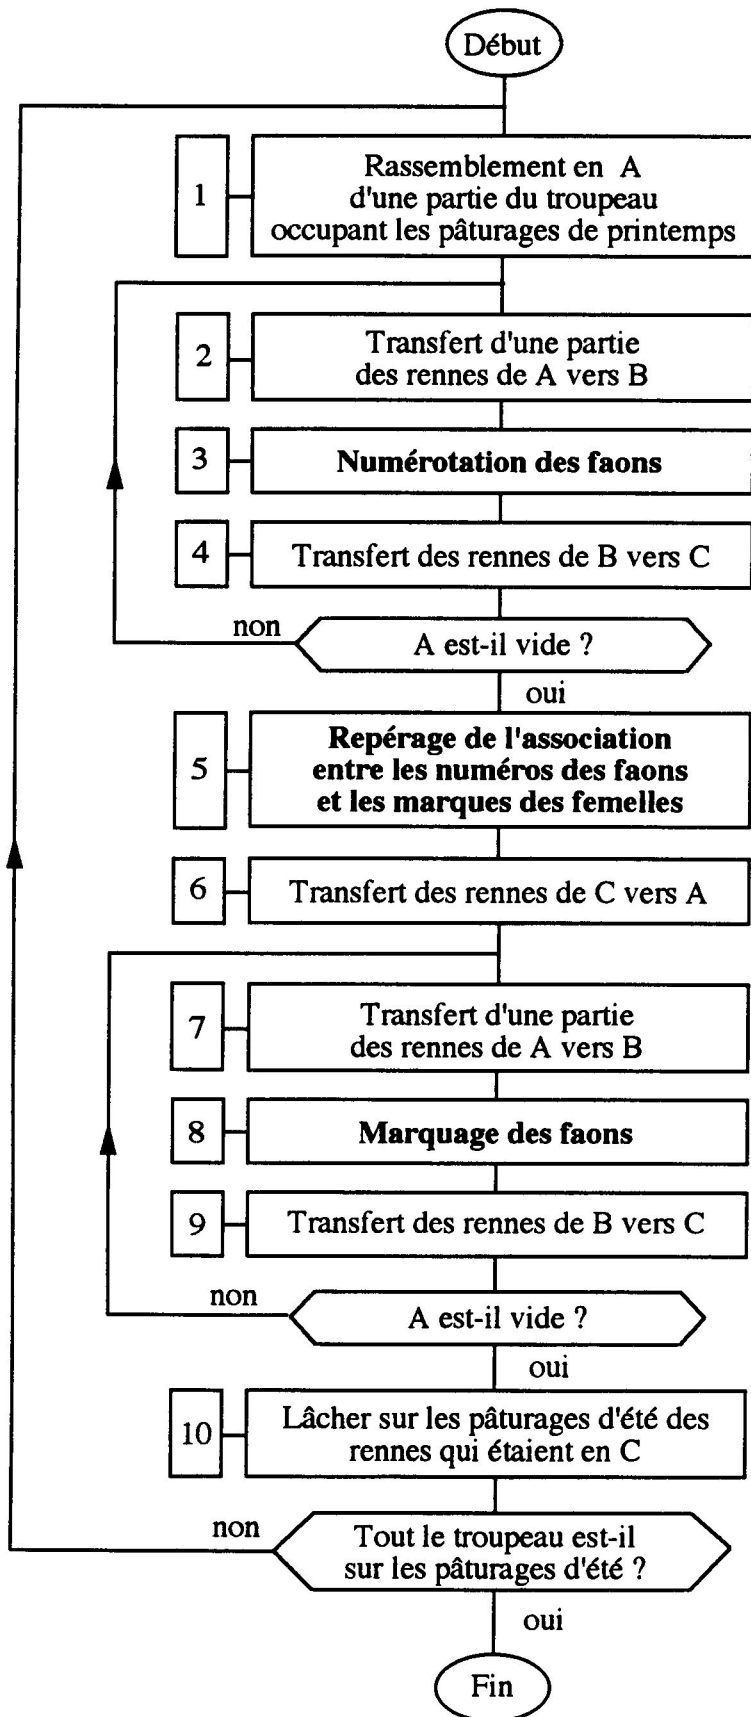 Début
1
Rassemblement en A
d'une partie du troupeau
occupant les pâturages de printemps
2
Transfert d'une partie
des rennes de A vers B
3
Numérotation des faons
4
Transfert des rennes de B vers C
non
A est-il vide ?
oui
5
Repérage de l'association
entre les numéros des faons
et les marques des femelles
6
Transfert des rennes de C vers A
7
Transfert d'une partie
des rennes de A vers B
8
Marquage des faons
9
Transfert des rennes de B vers C
non
A est-il vide ?
oui
10
Lâcher sur les pâturages d'été des
rennes qui étaient en C
non
Tout le troupeau est-il
sur les pâturages d'été ?
oui
Fin